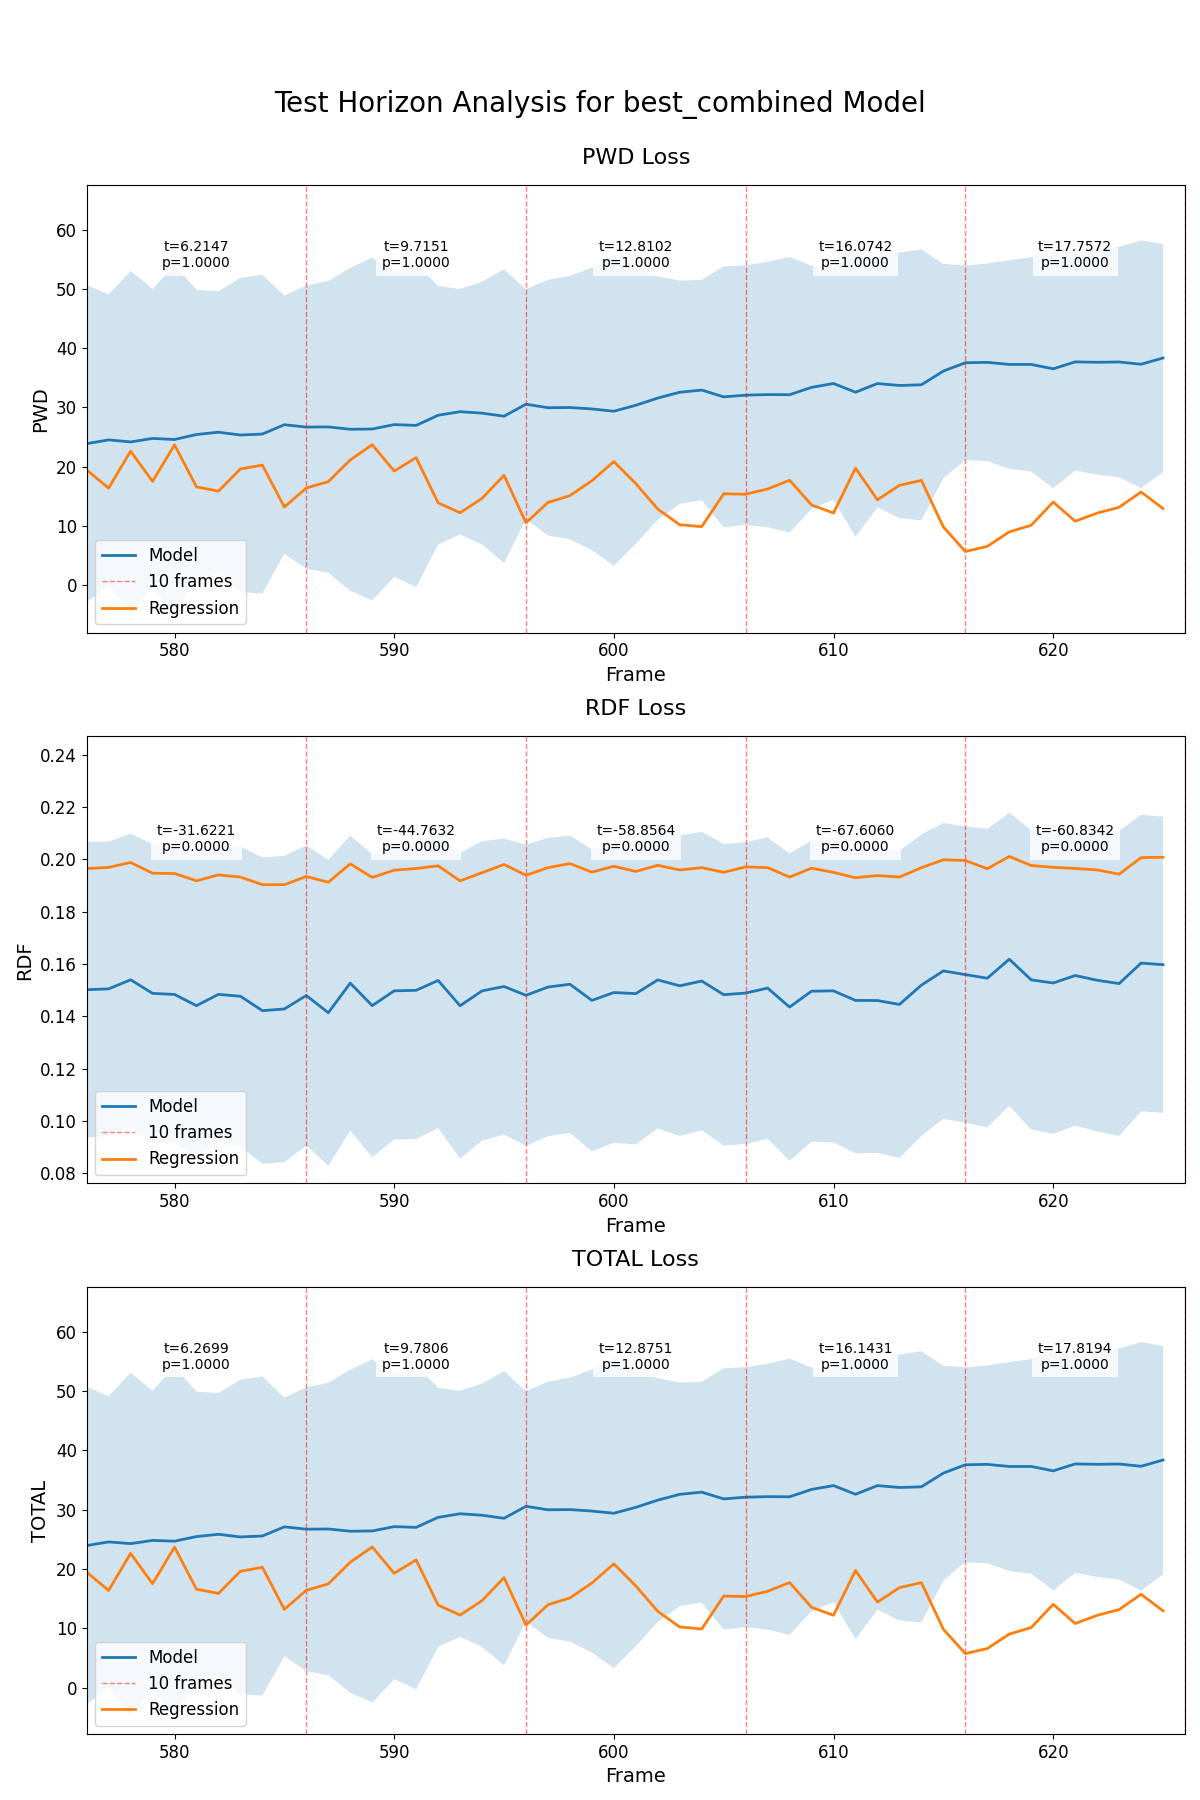 Test Horizon Analysis for best_combined Model
PWD Loss
60
50
40
30
20
10
0
PWD
t=6.2147
p=1.0000
t=9.7151
p=1.0000
t=12.8102
p=1.0000
t=16.0742
p=1.0000
t=17.7572
p=1.0000
Model
10 frames
Regression
580
590
600
610
620
Frame
RDF Loss
0.24
0.22
0.20
0.18
0.16
0.14
0.12
0.10
0.08
RDF
t=-31.6221
p=0.0000
t=-44.7632
p=0.0000
t=-58.8564
p=0.0000
t=-67.6060
p=0.0000
t=-60.8342
p=0.0000
Model
10 frames
Regression
580
590
600
610
620
Frame
TOTAL Loss
60
50
40
30
20
10
0
TOTAL
t=6.2699
p=1.0000
t=9.7806
p=1.0000
t=12.8751
p=1.0000
t=16.1431
p=1.0000
t=17.8194
p=1.0000
Model
10 frames
Regression
580
590
600
610
620
Frame